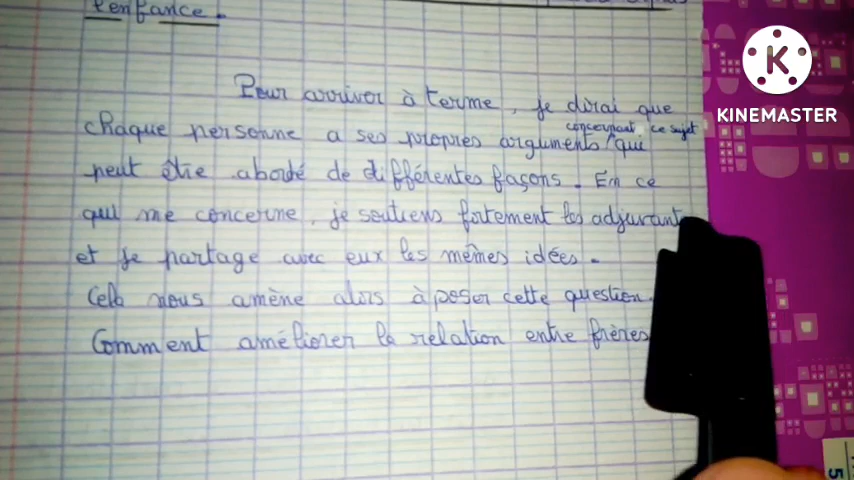 l'enfance.
Pour arriver à terme, je dirai que
chaque personne a ses propres arguments concernant ce sujet que
peut être abordé de différentes façons. En ce
qui me concerne, je soutiens fortement les adjuvants
et je partage avec eux les mêmes idées.
Cela nous amène alors à poser cette question.
Comment améliorer la relation entre frères
KINEMASTER
5